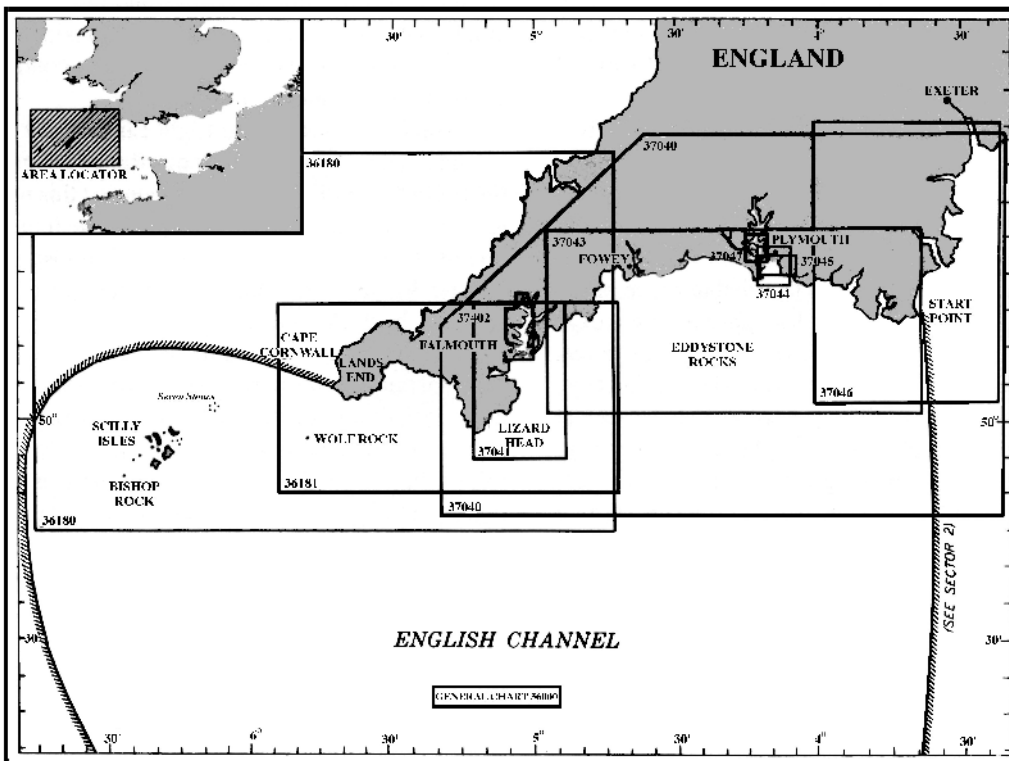 30'
5°
30'
4°
30'
ENGLAND
EXETER
AREA LOCATOR
36180
37040
37043
FOWEY
37047
PLYMOUTH
37045
37044
START
POINT
37402
CAPE
CORNWALL
FALMOUTH
LANDS
END
EDDYSTONE
ROCKS
37046
Seven Stones
50°
50°
SCILLY
ISLES
WOLF ROCK
LIZARD
HEAD
37041
BISHOP
ROCK
36181
37040
36180
(SEE SECTOR 2)
30'
30'
ENGLISH CHANNEL
GENERAL CHART 36000
30'
6°
30'
5°
30'
4°
30'